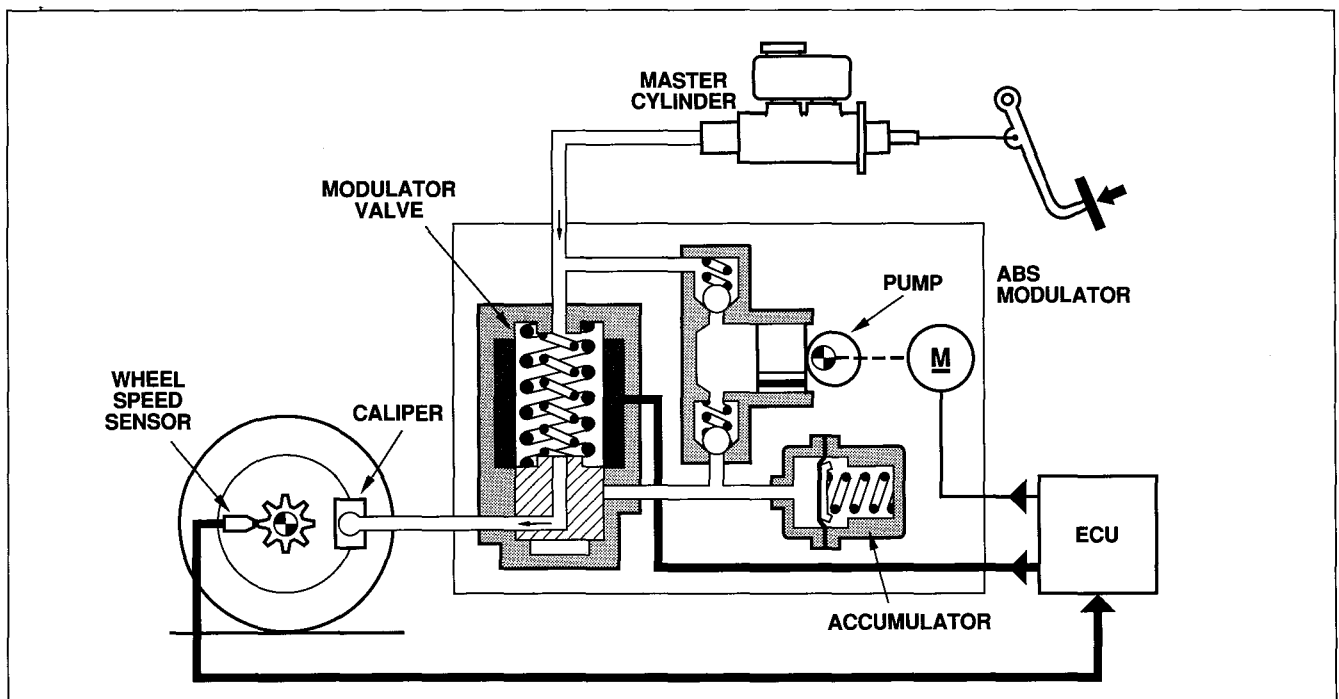 MASTER
CYLINDER
MODULATOR
VALVE
ABS
MODULATOR
PUMP
M
WHEEL
SPEED
SENSOR
CALIPER
ECU
ACCUMULATOR